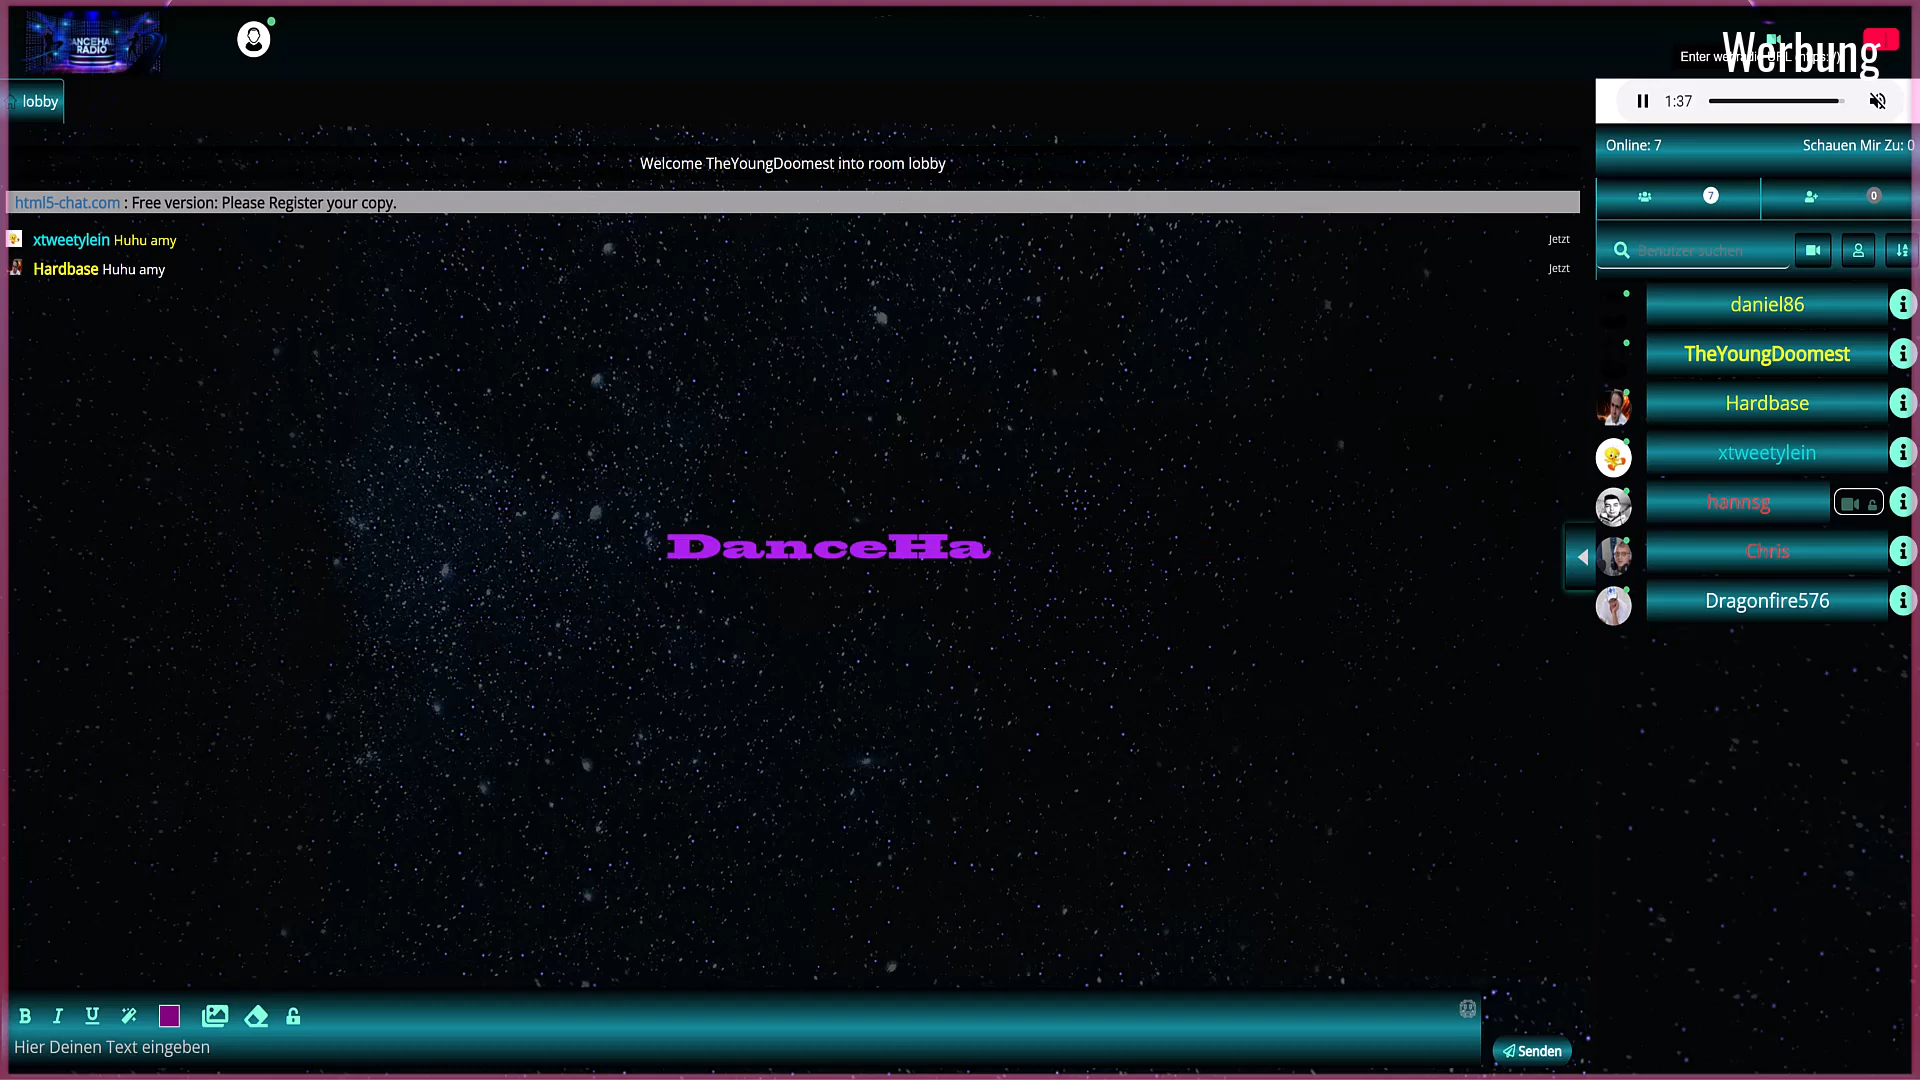 RADIO
Werbung
lobby
1:37
Welcome TheYoungDoomest into room lobby
Online: 7
Schauen Mir Zu: 0
html5-chat.com : Free version: Please Register your copy.
7
0
xtweetylein Huhu amy
Jetzt
Hardbase Huhu amy
Jetzt
Benutzer suchen
daniel86
TheYoungDoomest
Hardbase
xtweetylein
hannsg
Chris
Dragonfire576
DanceHa
B I U
Hier Deinen Text eingeben
Senden